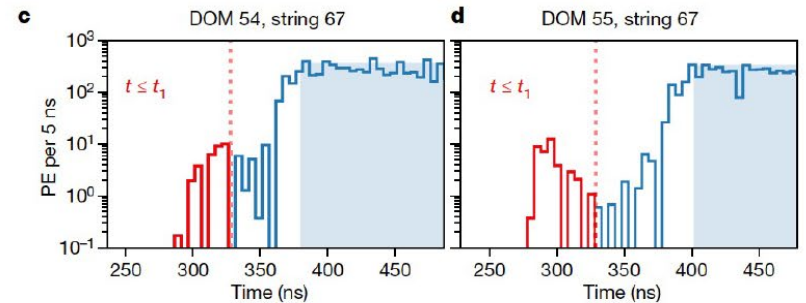 c DOM 54, string 67
10³
10²
10¹
10⁰
10⁻¹
PE per 5 ns
t ≤ t₁
250 300 350 400 450
Time (ns)
d DOM 55, string 67
t ≤ t₁
250 300 350 400 450
Time (ns)